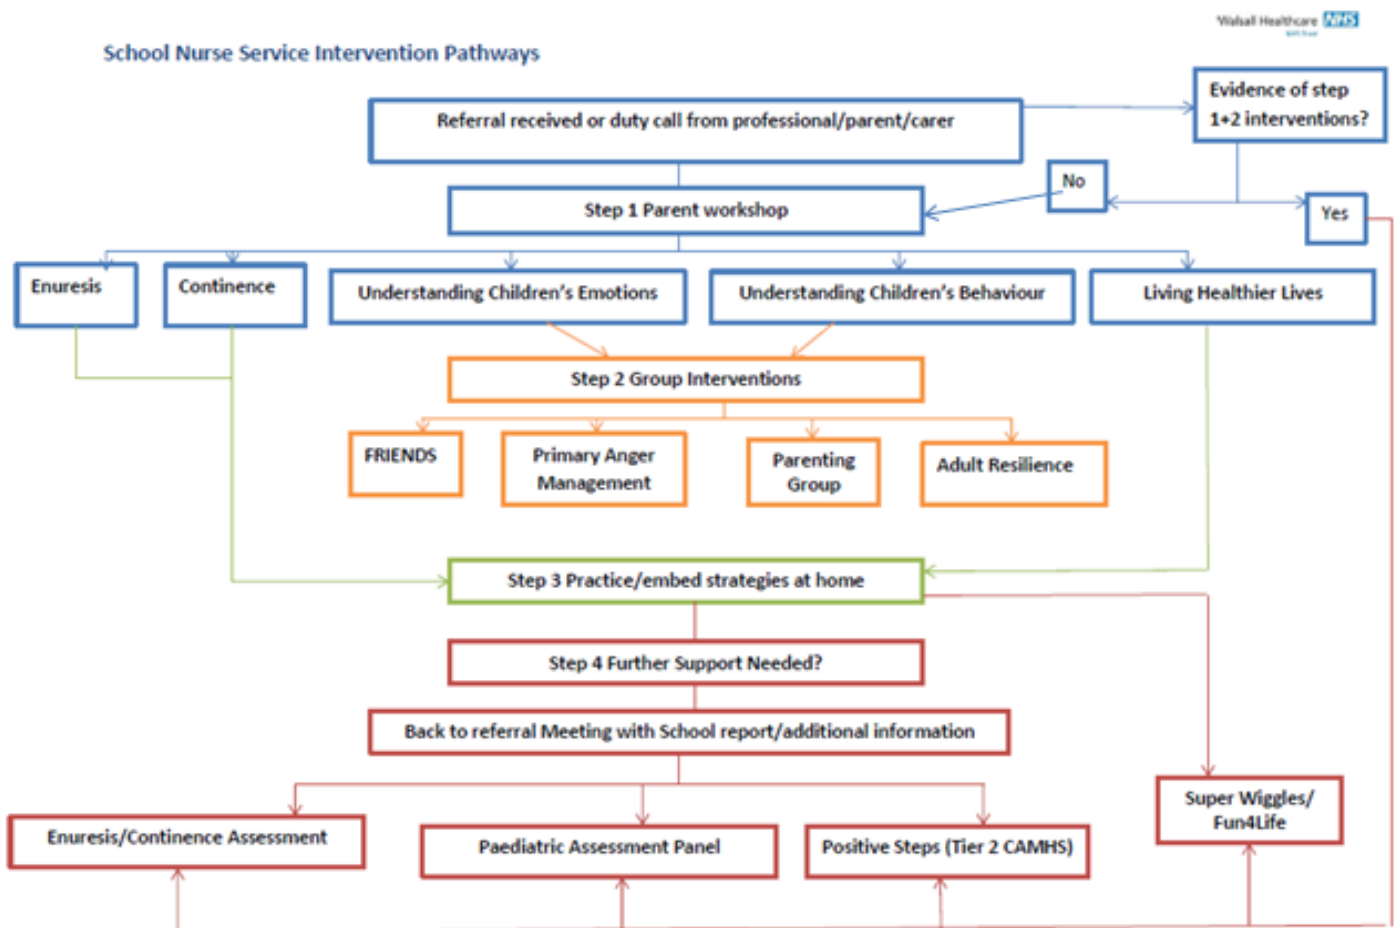 Walsall Healthcare NHS
NHS Trust
School Nurse Service Intervention Pathways
Evidence of step
1+2 interventions?
Referral received or duty call from professional/parent/carer
No
Step 1 Parent workshop
Yes
Enuresis
Continence
Understanding Children's Emotions
Understanding Children's Behaviour
Living Healthier Lives
Step 2 Group Interventions
FRIENDS
Primary Anger
Management
Parenting
Group
Adult Resilience
Step 3 Practice/embed strategies at home
Step 4 Further Support Needed?
Back to referral Meeting with School report/additional information
Super Wiggles/
Fun4Life
Enuresis/Continence Assessment
Paediatric Assessment Panel
Positive Steps (Tier 2 CAMHS)